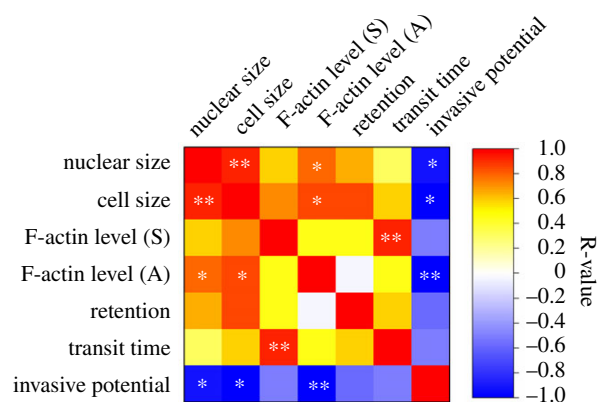 nuclear size
cell size
F-actin level (S)
F-actin level (A)
retention
transit time
invasive potential
nuclear size ** * * 1.0
0.8
cell size ** * * 0.6
0.4
F-actin level (S) ** 0.2
F-actin level (A) * * ** 0 R-value
–0.2
retention –0.4
transit time ** –0.6
–0.8
invasive potential * * ** –1.0